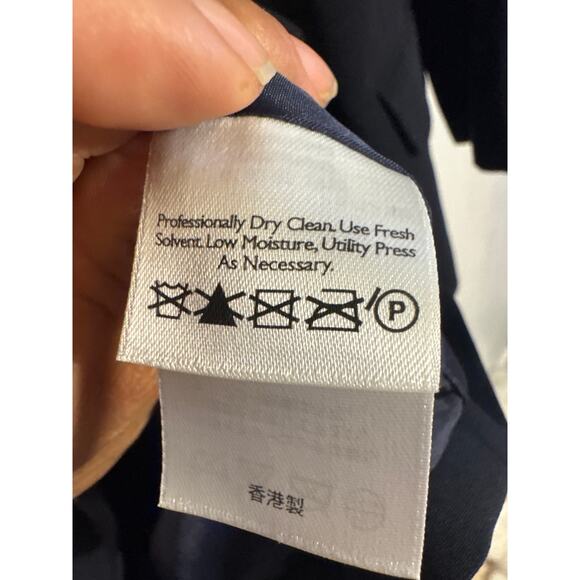 Professionally Dry Clean. Use Fresh
Solvent. Low Moisture, Utility Press
As Necessary.
P
香港製